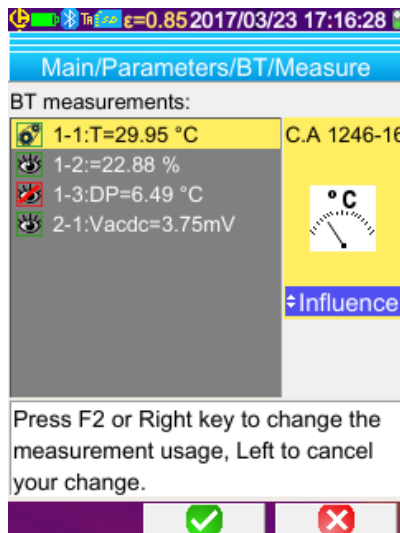 ε=0.85 2017/03/23 17:16:28
Main/Parameters/BT/Measure
BT measurements:
1-1:T=29.95 °C
C.A 1246-16
1-2:=22.88 %
1-3:DP=6.49 °C
°C
2-1:Vacdc=3.75mV
Influence
Press F2 or Right key to change the
measurement usage, Left to cancel
your change.